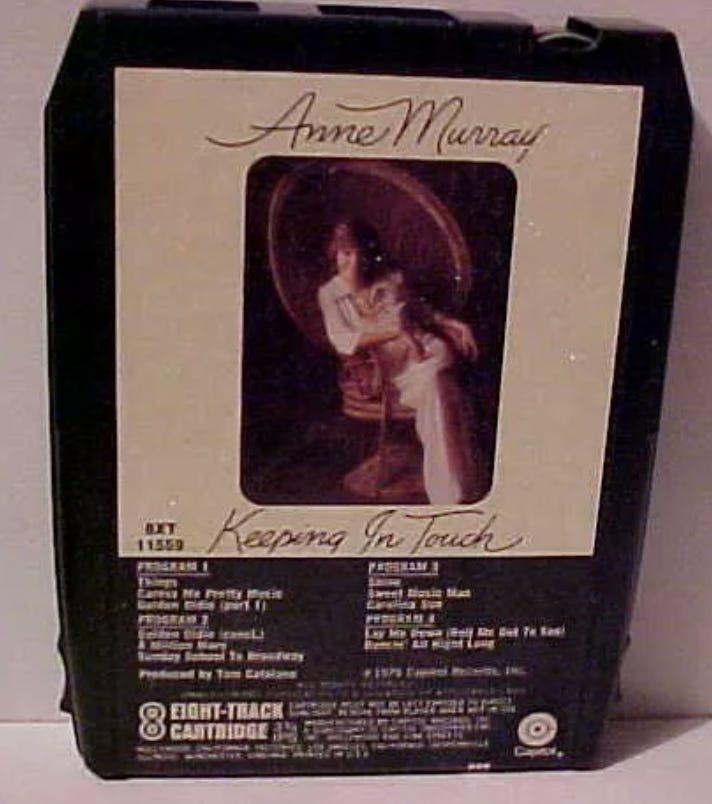 Anne Murray
Keeping In Touch
8XT
11559
PROGRAM 1
Things
Caress Me Pretty Music
Golden Oldie (part 1)
PROGRAM 2
Golden Oldie (concl.)
A Million More
Sunday School To Broadway
Produced by Tom Catalano
PROGRAM 3
Shine
Sweet Music Man
Carolina Sun
PROGRAM 4
Lay Me Down (Roll Me Out To Sea)
Dancin' All Night Long
℗ 1976 Capitol Records, Inc.
8 EIGHT-TRACK
CARTRIDGE
Capitol